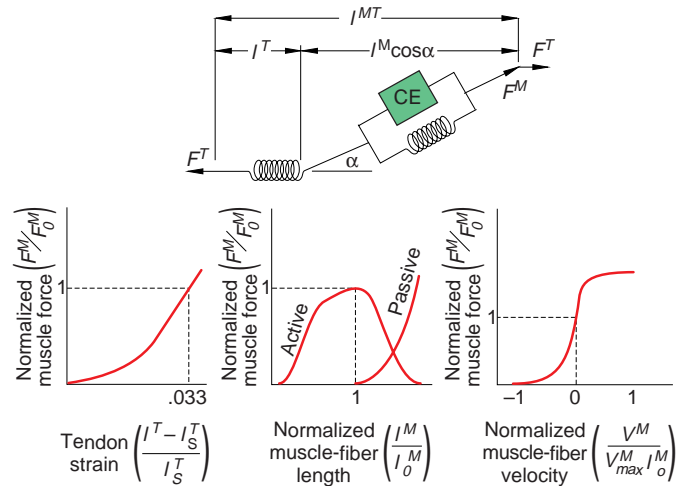 l^MT
l^T l^M cosα
F^T
F^M
CE
F^T
α
Normalized muscle force (F^M/F_0^M)
1
.033
Tendon strain (l^T – l_S^T / l_S^T)
Normalized muscle force (F^M/F_0^M)
1
Active
Passive
1
Normalized muscle-fiber length (l^M / l_0^M)
Normalized muscle force (F^M/F_0^M)
1
–1 0 1
Normalized muscle-fiber velocity (V^M / V_max^M l_o^M)